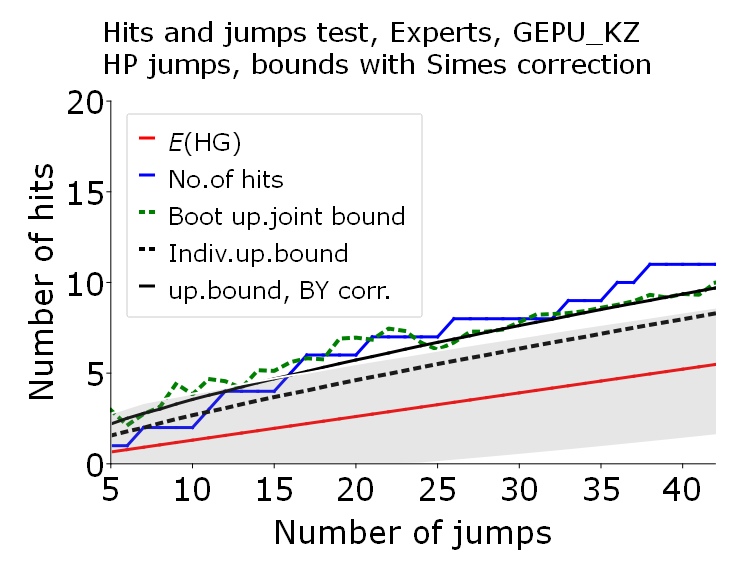 Hits and jumps test, Experts, GEPU_KZ
HP jumps, bounds with Simes correction
Number of hits
20
15
10
5
0
E(HG)
No.of hits
Boot up.joint bound
Indiv.up.bound
up.bound, BY corr.
5 10 15 20 25 30 35 40
Number of jumps